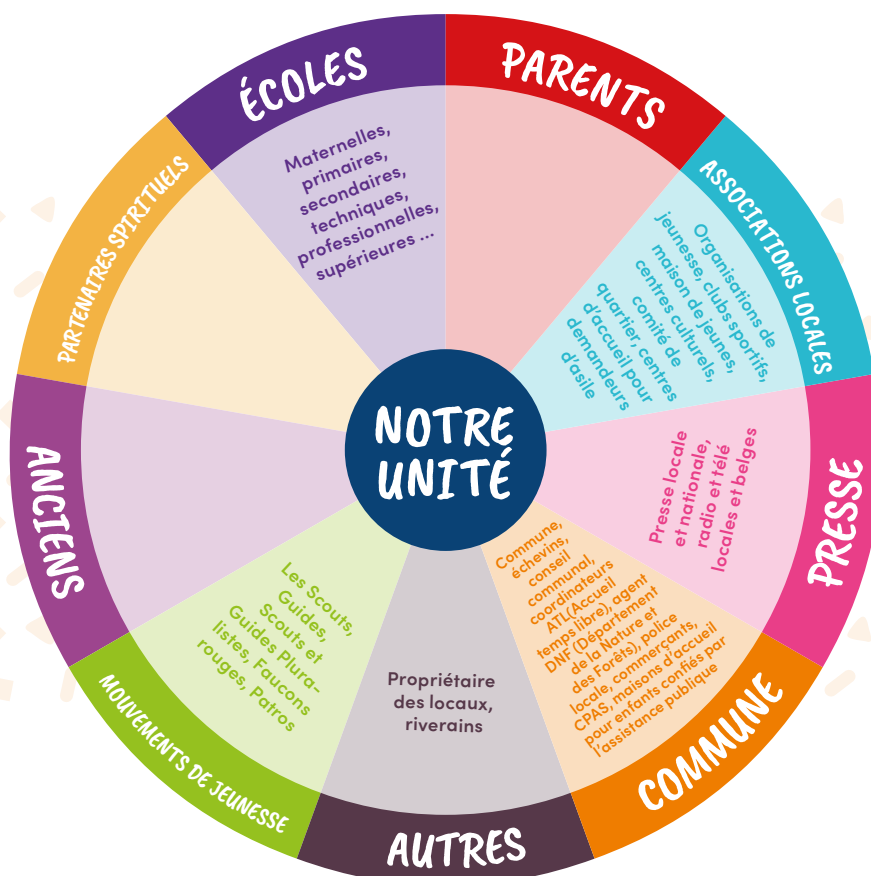 NOTRE
UNITÉ
PARENTS
ASSOCIATIONS LOCALES
Organisations de
jeunesse, clubs sportifs,
maison de jeunes,
centres culturels,
comité de
quartier, centres
d'accueil pour
demandeurs
d'asile
PRESSE
Presse locale
et nationale,
radio et télé
locales et belges
COMMUNE
Commune,
échevins,
conseil
communal,
coordinateurs
ATL(Accueil
temps libre), agent
DNF (Département
de la Nature et
des Forêts), police
locale, commerçants,
CPAS, maisons d'accueil
pour enfants confiés par
l'assistance publique
AUTRES
Propriétaire
des locaux,
riverains
MOUVEMENTS DE JEUNESSE
Les Scouts,
Guides,
Scouts et
Guides Plura-
listes, Faucons
rouges, Patros
ANCIENS
PARTENAIRES SPIRITUELS
ÉCOLES
Maternelles,
primaires,
secondaires,
techniques,
professionnelles,
supérieures ...